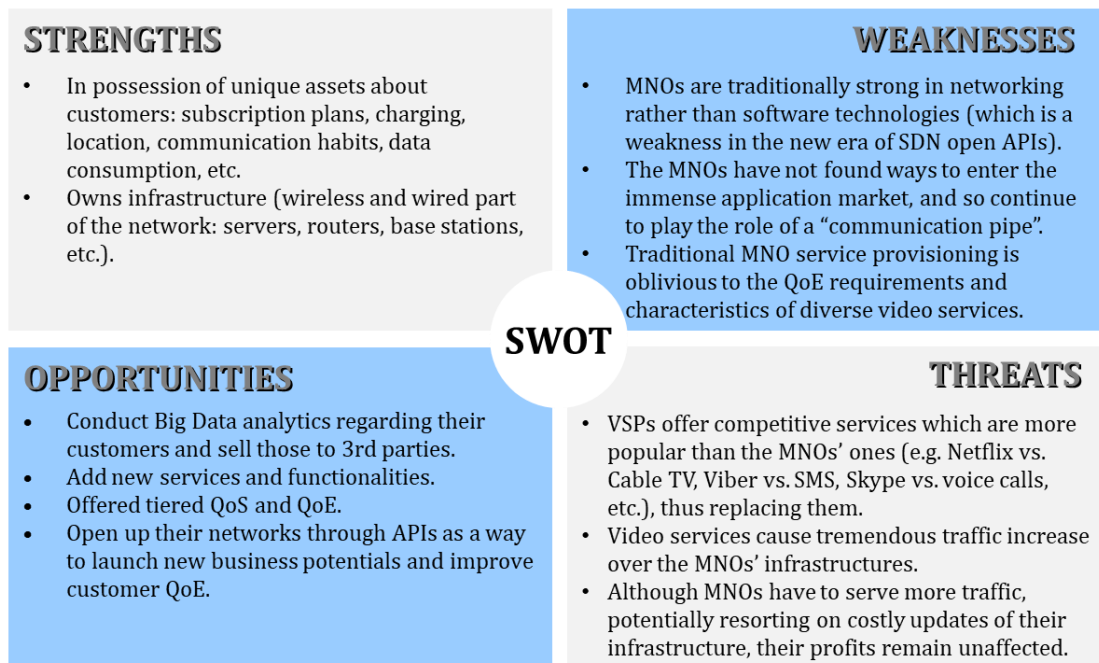 STRENGTHS
• In possession of unique assets about
customers: subscription plans, charging,
location, communication habits, data
consumption, etc.
• Owns infrastructure (wireless and wired part
of the network: servers, routers, base stations,
etc.).
WEAKNESSES
• MNOs are traditionally strong in networking
rather than software technologies (which is a
weakness in the new era of SDN open APIs).
• The MNOs have not found ways to enter the
immense application market, and so continue
to play the role of a “communication pipe”.
• Traditional MNO service provisioning is
oblivious to the QoE requirements and
characteristics of diverse video services.
SWOT
OPPORTUNITIES
• Conduct Big Data analytics regarding their
customers and sell those to 3rd parties.
• Add new services and functionalities.
• Offered tiered QoS and QoE.
• Open up their networks through APIs as a way
to launch new business potentials and improve
customer QoE.
THREATS
• VSPs offer competitive services which are more
popular than the MNOs’ ones (e.g. Netflix vs.
Cable TV, Viber vs. SMS, Skype vs. voice calls,
etc.), thus replacing them.
• Video services cause tremendous traffic increase
over the MNOs’ infrastructures.
• Although MNOs have to serve more traffic,
potentially resorting on costly updates of their
infrastructure, their profits remain unaffected.